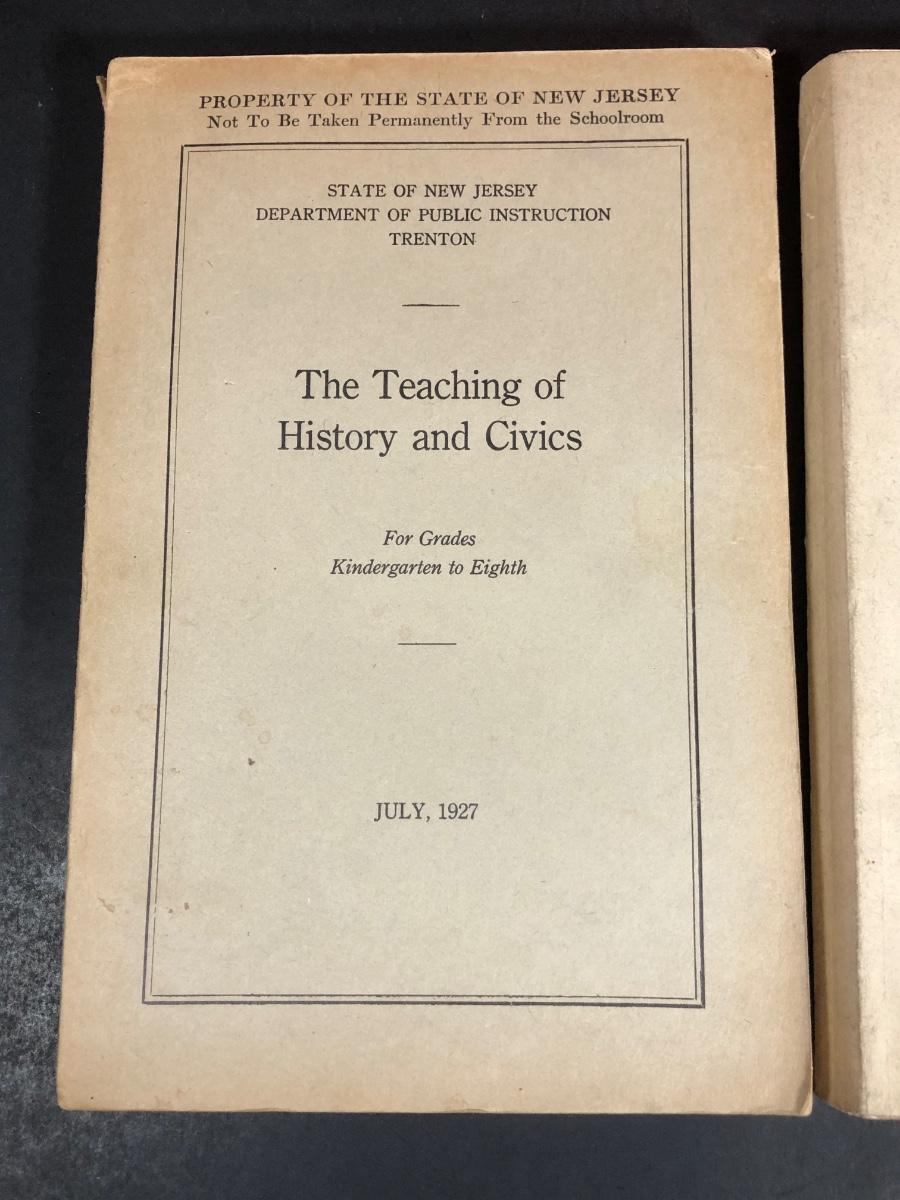 PROPERTY OF THE STATE OF NEW JERSEY
Not To Be Taken Permanently From the Schoolroom
STATE OF NEW JERSEY
DEPARTMENT OF PUBLIC INSTRUCTION
TRENTON
The Teaching of
History and Civics
For Grades
Kindergarten to Eighth
JULY, 1927